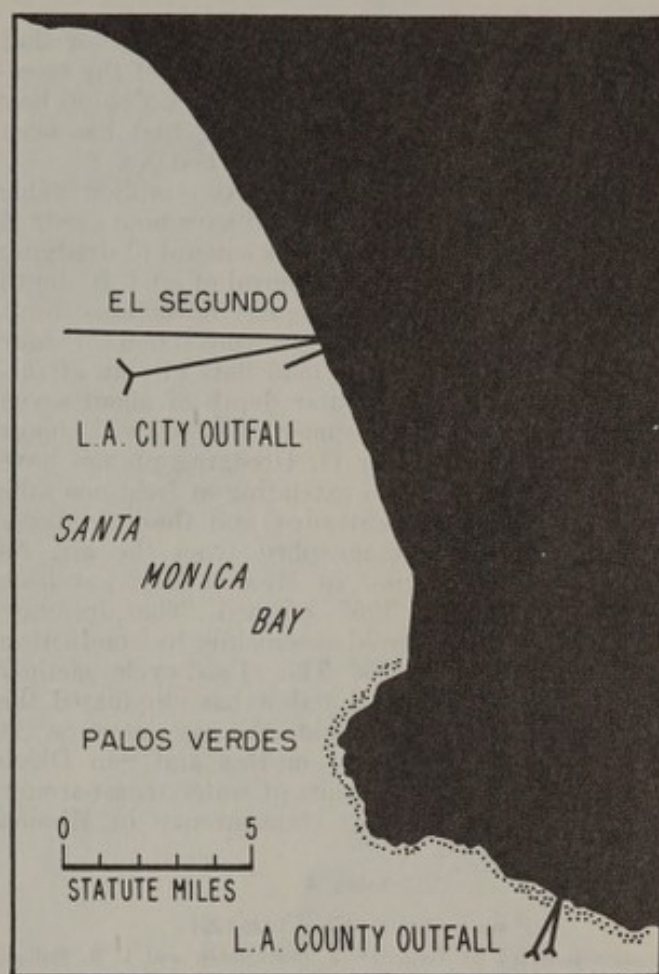 EL SEGUNDO
L.A. CITY OUTFALL
SANTA
MONICA
BAY
PALOS VERDES
0 5
STATUTE MILES
L.A. COUNTY OUTFALL